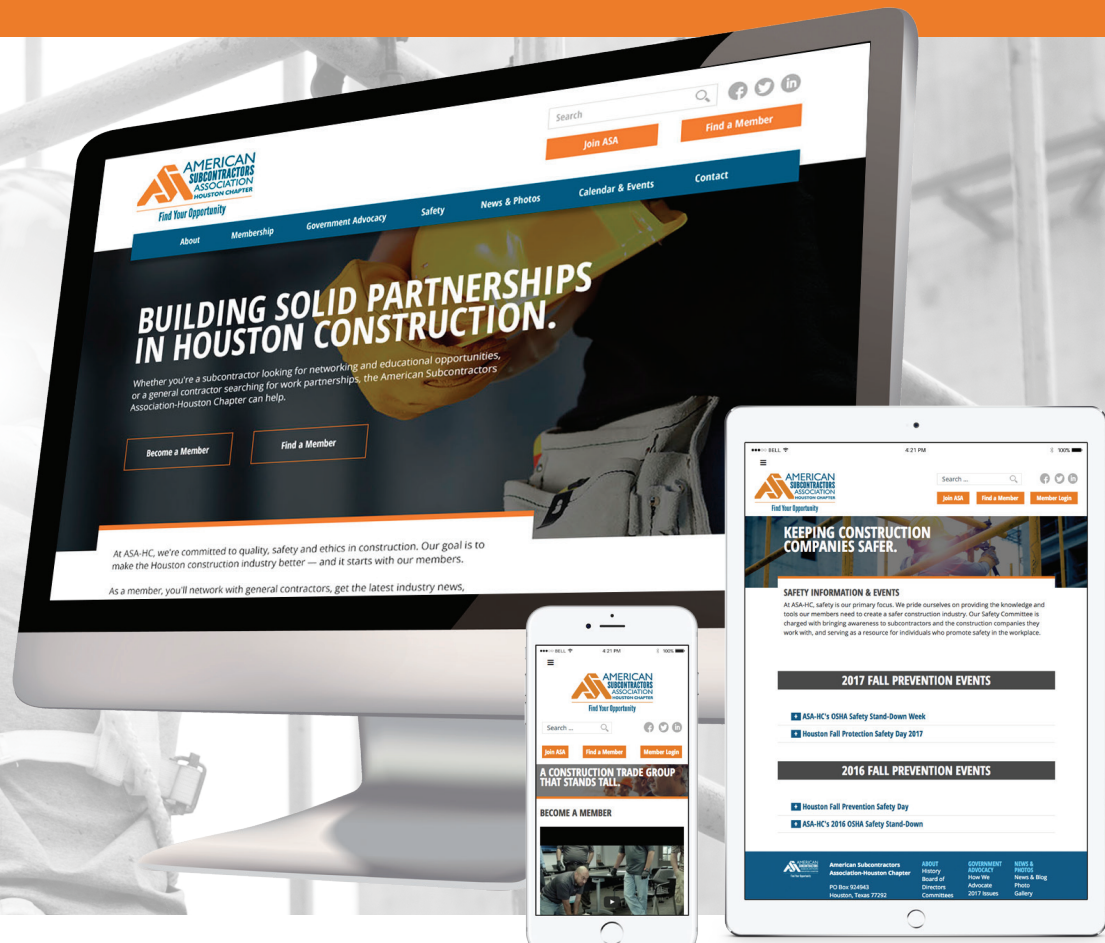 Search
Join ASA
Find a Member
AMERICAN
SUBCONTRACTORS
ASSOCIATION
HOUSTON CHAPTER
Find Your Opportunity
About
Membership
Government Advocacy
Safety
News & Photos
Calendar & Events
Contact
BUILDING SOLID PARTNERSHIPS
IN HOUSTON CONSTRUCTION.
Whether you're a subcontractor looking for networking and educational opportunities,
or a general contractor searching for work partnerships, the American Subcontractors
Association-Houston Chapter can help.
Become a Member
Find a Member
At ASA-HC, we're committed to quality, safety and ethics in construction. Our goal is to
make the Houston construction industry better — and it starts with our members.
As a member, you'll network with general contractors, get the latest industry news,
BELL
4:21 PM
100%
AMERICAN
SUBCONTRACTORS
ASSOCIATION
HOUSTON CHAPTER
Find Your Opportunity
Search ...
Join ASA
Find a Member
Member Login
A CONSTRUCTION TRADE GROUP
THAT STANDS TALL.
BECOME A MEMBER
BELL
4:21 PM
100%
AMERICAN
SUBCONTRACTORS
ASSOCIATION
HOUSTON CHAPTER
Find Your Opportunity
Search ...
Join ASA
Find a Member
Member Login
KEEPING CONSTRUCTION
COMPANIES SAFER.
SAFETY INFORMATION & EVENTS
At ASA-HC, safety is our primary focus. We pride ourselves on providing the knowledge and
tools our members need to create a safer construction industry. Our Safety Committee is
charged with bringing awareness to subcontractors and the construction companies they
work with, and serving as a resource for individuals who promote safety in the workplace.
2017 FALL PREVENTION EVENTS
ASA-HC's OSHA Safety Stand-Down Week
Houston Fall Protection Safety Day 2017
2016 FALL PREVENTION EVENTS
Houston Fall Prevention Safety Day
ASA-HC's 2016 OSHA Safety Stand-Down
American Subcontractors
Association-Houston Chapter
PO Box 924943
Houston, Texas 77292
ABOUT
History
Board of
Directors
Committees
GOVERNMENT
ADVOCACY
How We
Advocate
2017 Issues
NEWS &
PHOTOS
News & Blog
Photo
Gallery